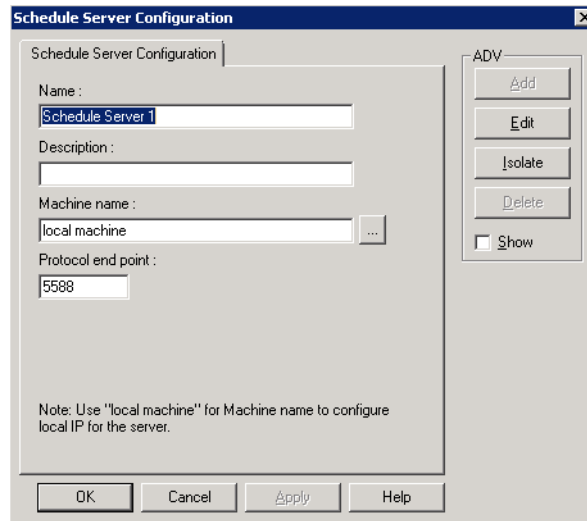 Schedule Server Configuration
Schedule Server Configuration
Name :
Schedule Server 1
Description :
Machine name :
local machine
...
Protocol end point :
5588
Note: Use "local machine" for Machine name to configure
local IP for the server.
ADV
Add
Edit
Isolate
Delete
Show
OK
Cancel
Apply
Help